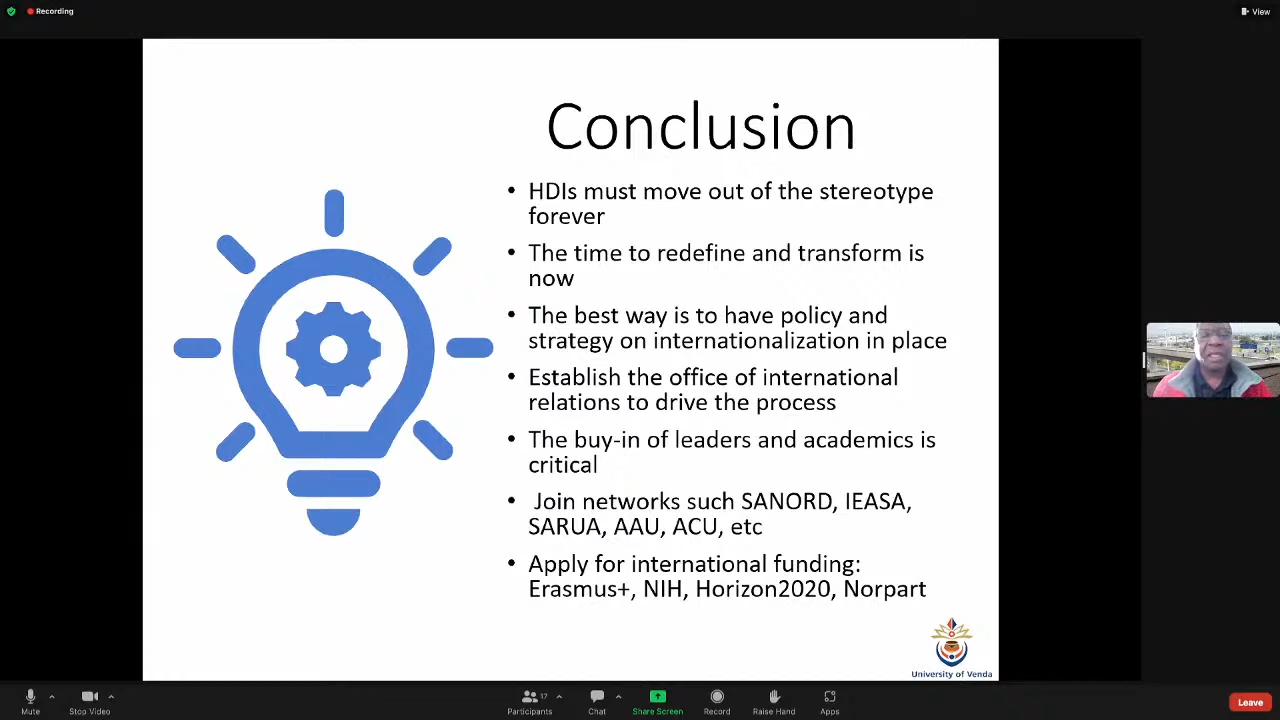 Recording
View
Conclusion
• HDIs must move out of the stereotype
forever
• The time to redefine and transform is
now
• The best way is to have policy and
strategy on internationalization in place
• Establish the office of international
relations to drive the process
• The buy-in of leaders and academics is
critical
• Join networks such SANORD, IEASA,
SARUA, AAU, ACU, etc
• Apply for international funding:
Erasmus+, NIH, Horizon2020, Norpart
University of Venda
17
Mute
Stop Video
Participants
Chat
Share Screen
Record
Raise Hand
Apps
Leave